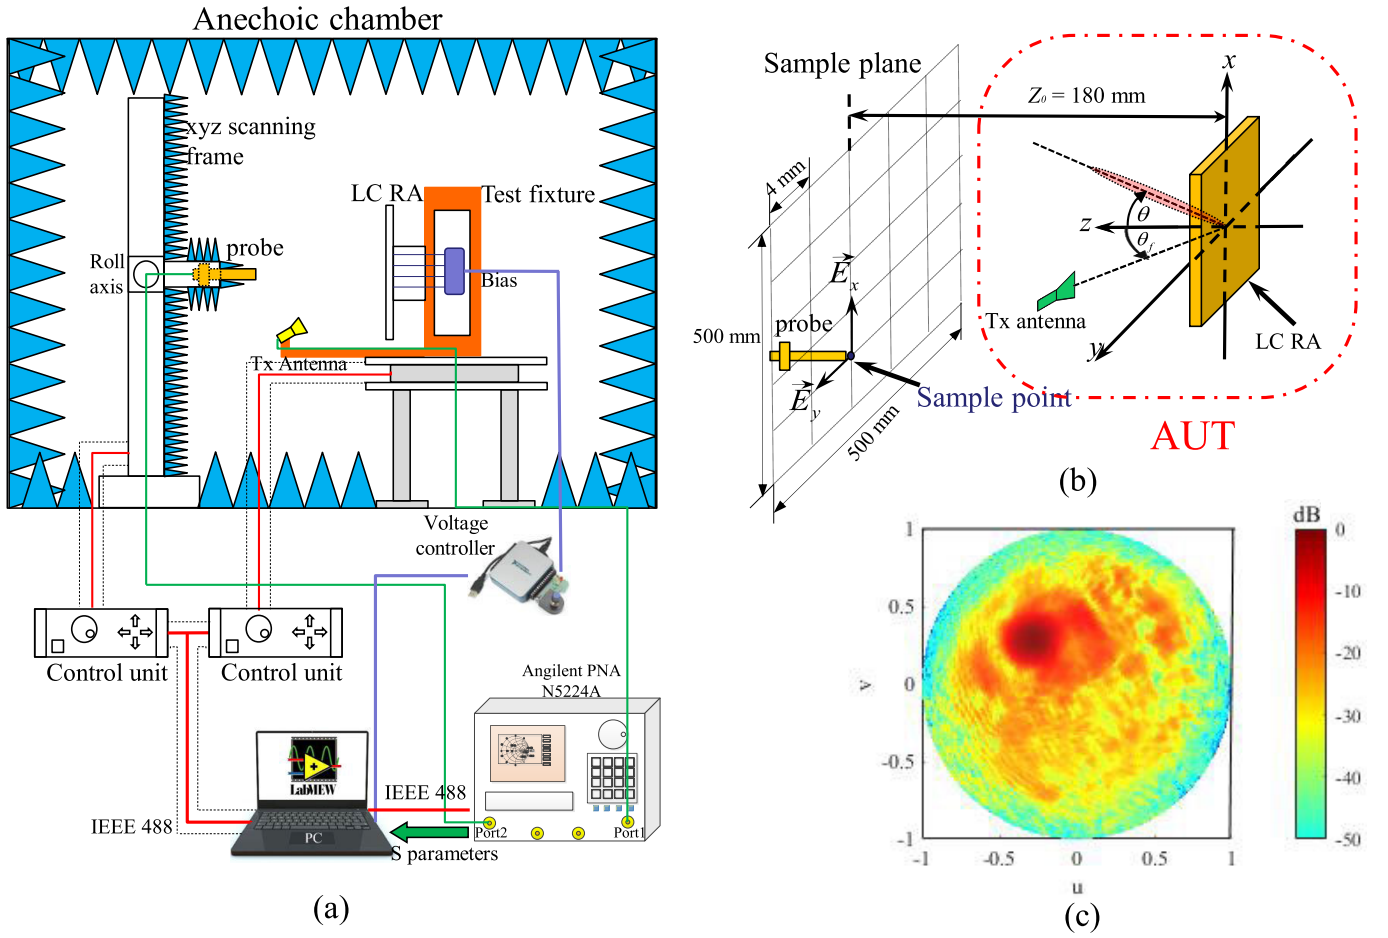 Anechoic chamber
xyz scanning
frame
LC RA
Test fixture
Roll
axis
probe
Bias
Tx Antenna
Voltage
controller
Control unit
Control unit
Angilent PNA
N5224A
LabMEW
IEEE 488
IEEE 488
PC
Port2
Port1
S parameters
(a)
Sample plane
Z₀ = 180 mm
x
4 mm
z
θ
θf
Ex
500 mm
probe
Tx antenna
y
LC RA
Ey
Sample point
500 mm
AUT
(b)
dB
1
0.5
0
-0.5
-1
v
-1
-0.5
0
0.5
1
u
0
-10
-20
-30
-40
-50
(c)